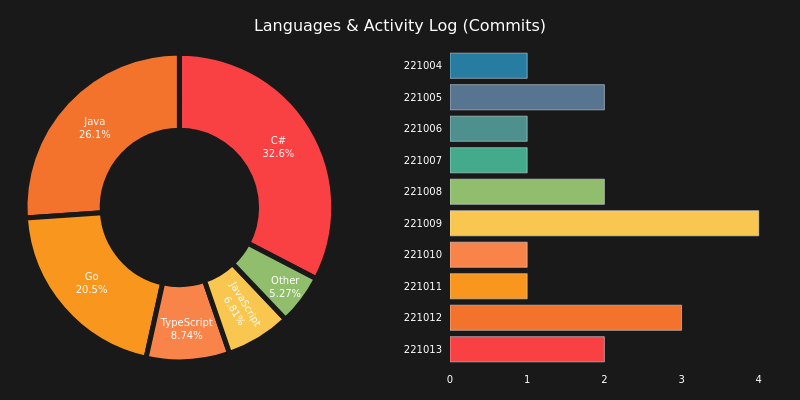 Languages & Activity Log (Commits)
Java
26.1%
C#
32.6%
Go
20.5%
TypeScript
8.74%
JavaScript
6.81%
Other
5.27%
221004
221005
221006
221007
221008
221009
221010
221011
221012
221013
0 1 2 3 4